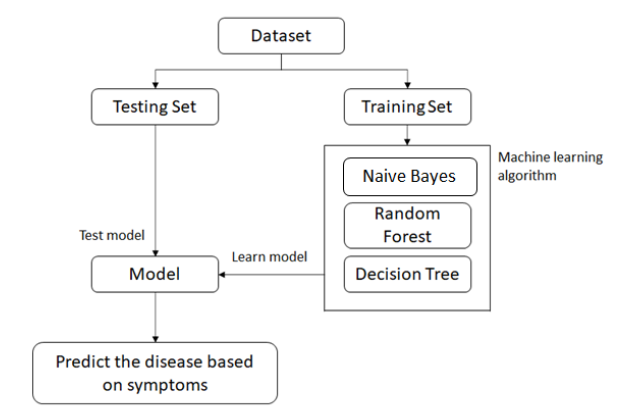 Dataset
Testing Set
Training Set
Machine learning
algorithm
Naive Bayes
Random
Forest
Decision Tree
Test model
Learn model
Model
Predict the disease based
on symptoms